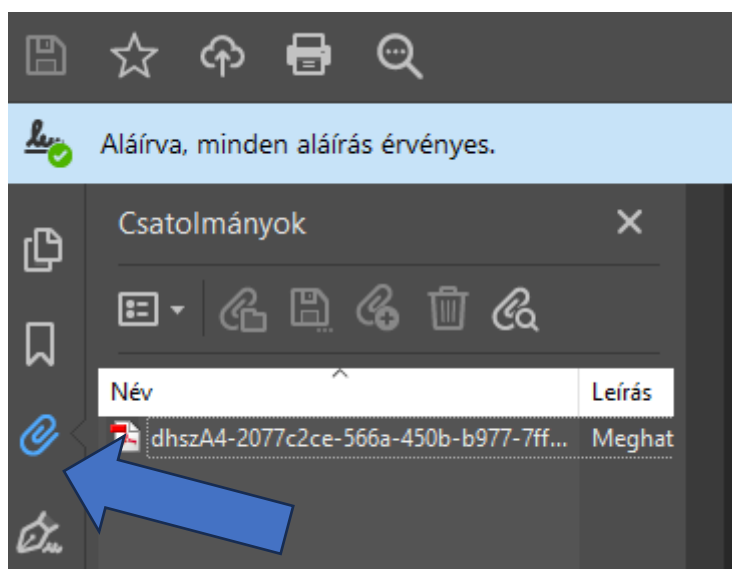 Aláírva, minden aláírás érvényes.
Csatolmányok
Név Leírás
dhszA4-2077c2ce-566a-450b-b977-7ff... Meghat